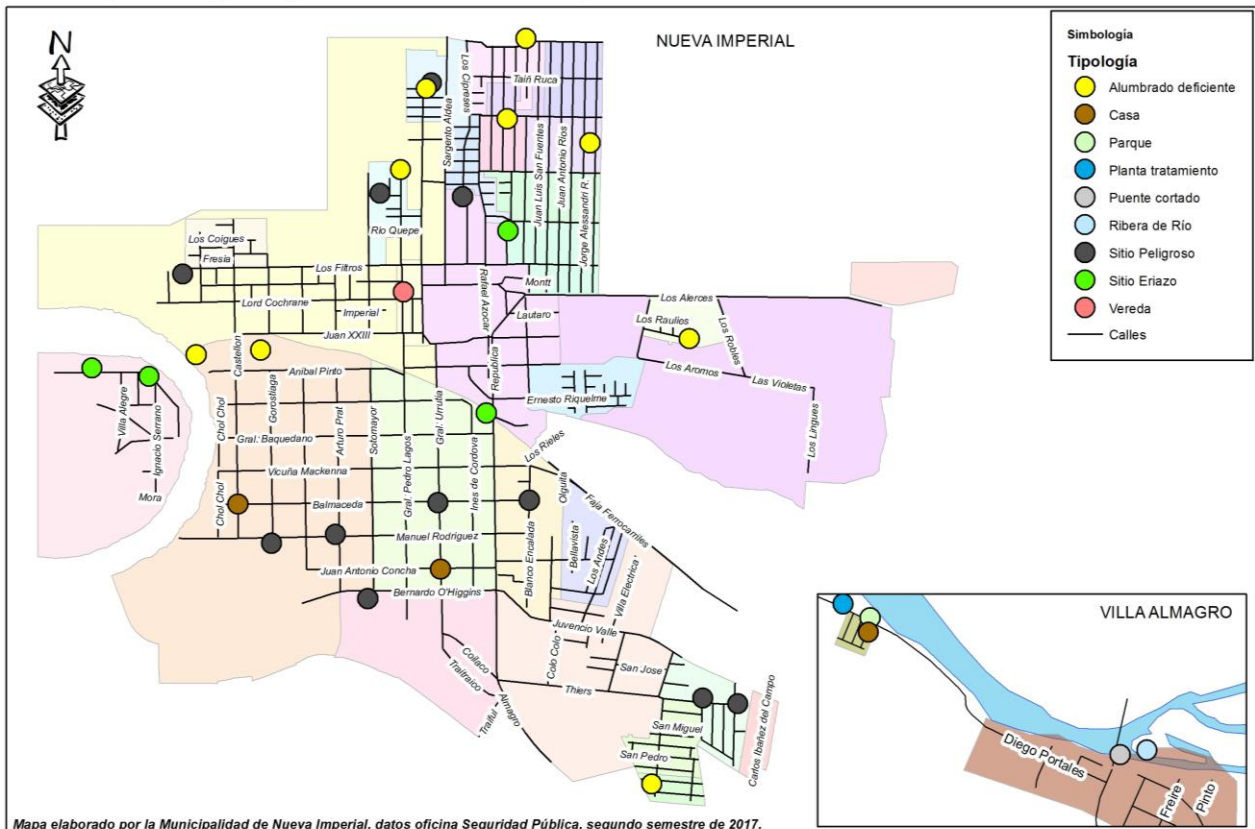 N
NUEVA IMPERIAL
Simbología
Tipología
Alumbrado deficiente
Casa
Parque
Planta tratamiento
Puente cortado
Ribera de Río
Sitio Peligroso
Sitio Eriazo
Vereda
Calles
Los Cipreses
Taiñ Ruca
Sargento Aldea
Juan Luis San Fuentes
Juan Antonio Rios
Jorge Alessandri R.
Rio Quepe
Los Coigues
Fresia
Los Filtros
Lord Cochrane
Imperial
Juan XXIII
Rafael Azocar
Montt
Lautaro
Los Alerces
Los Raulíos
Los Robles
Los Aromos
Las Violetas
Los Lingues
Castellon
Anibal Pinto
Republica
Ernesto Riquelme
Villa Alegre
Ignacio Serrano
Mora
Chol Chol
Gorostiaga
Arturo Prat
Sotomayor
Gral. Pedro Lagos
Gral. Urrutia
Ines de Cordova
Gral. Baquedano
Vicuña Mackenna
Los Rieles
Olguita
Faja Ferrocarriles
Chol Chol
Balmaceda
Manuel Rodriguez
Blanco Encalada
Bellavista
Los Andes
Villa Electrica
Juan Antonio Concha
Bernardo O'Higgins
Juvencio Valle
Colo Colo
San Jose
Coilaco
Traitraico
Traiful
Almagro
Thiers
San Miguel
San Pedro
Carlos Ibañez del Campo
VILLA ALMAGRO
Diego Portales
Freire
Pinto
Mapa elaborado por la Municipalidad de Nueva Imperial, datos oficina Seguridad Pública, segundo semestre de 2017.